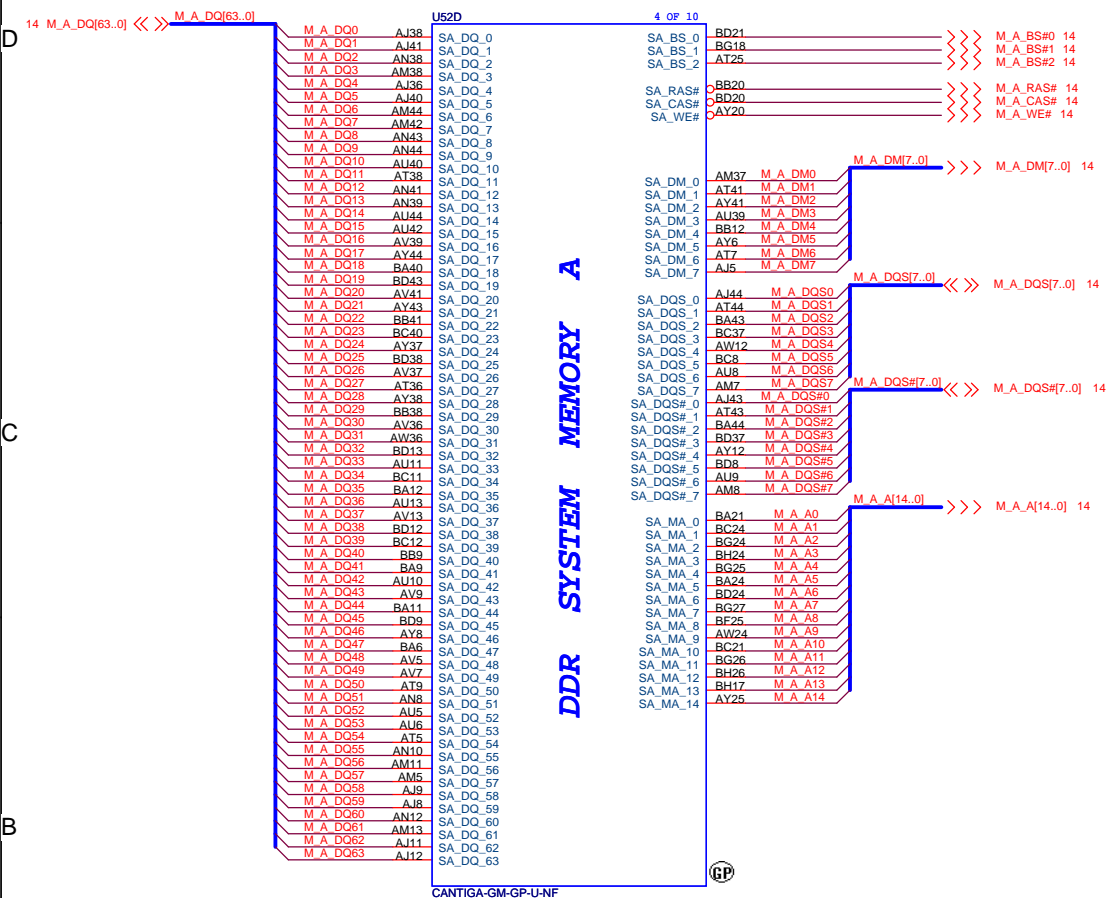 U52D 4 OF 10
D
14 M_A_DQ[63..0] M_A_DQ[63..0]
M_A_DQ0 AJ38 SA_DQ_0
M_A_DQ1 AJ41 SA_DQ_1
M_A_DQ2 AN38 SA_DQ_2
M_A_DQ3 AM38 SA_DQ_3
M_A_DQ4 AJ36 SA_DQ_4
M_A_DQ5 AJ40 SA_DQ_5
M_A_DQ6 AM44 SA_DQ_6
M_A_DQ7 AM42 SA_DQ_7
M_A_DQ8 AN43 SA_DQ_8
M_A_DQ9 AN44 SA_DQ_9
M_A_DQ10 AU40 SA_DQ_10
M_A_DQ11 AT38 SA_DQ_11
M_A_DQ12 AN41 SA_DQ_12
M_A_DQ13 AN39 SA_DQ_13
M_A_DQ14 AU44 SA_DQ_14
M_A_DQ15 AU42 SA_DQ_15
M_A_DQ16 AV39 SA_DQ_16
M_A_DQ17 AY44 SA_DQ_17
M_A_DQ18 BA40 SA_DQ_18
M_A_DQ19 BD43 SA_DQ_19
M_A_DQ20 AV41 SA_DQ_20
M_A_DQ21 AY43 SA_DQ_21
M_A_DQ22 BB41 SA_DQ_22
M_A_DQ23 BC40 SA_DQ_23
M_A_DQ24 AY37 SA_DQ_24
M_A_DQ25 BD38 SA_DQ_25
M_A_DQ26 AV37 SA_DQ_26
M_A_DQ27 AT36 SA_DQ_27
M_A_DQ28 AY38 SA_DQ_28
M_A_DQ29 BB38 SA_DQ_29
M_A_DQ30 AV36 SA_DQ_30
M_A_DQ31 AW36 SA_DQ_31
M_A_DQ32 BD13 SA_DQ_32
M_A_DQ33 AU11 SA_DQ_33
M_A_DQ34 BC11 SA_DQ_34
M_A_DQ35 BA12 SA_DQ_35
M_A_DQ36 AU13 SA_DQ_36
M_A_DQ37 AV13 SA_DQ_37
M_A_DQ38 BD12 SA_DQ_38
M_A_DQ39 BC12 SA_DQ_39
M_A_DQ40 BB9 SA_DQ_40
M_A_DQ41 BA9 SA_DQ_41
M_A_DQ42 AU10 SA_DQ_42
M_A_DQ43 AV9 SA_DQ_43
M_A_DQ44 BA11 SA_DQ_44
M_A_DQ45 BD9 SA_DQ_45
M_A_DQ46 AY8 SA_DQ_46
M_A_DQ47 BA6 SA_DQ_47
M_A_DQ48 AV5 SA_DQ_48
M_A_DQ49 AV7 SA_DQ_49
M_A_DQ50 AT9 SA_DQ_50
M_A_DQ51 AN8 SA_DQ_51
M_A_DQ52 AU5 SA_DQ_52
M_A_DQ53 AU6 SA_DQ_53
M_A_DQ54 AT5 SA_DQ_54
M_A_DQ55 AN10 SA_DQ_55
M_A_DQ56 AM11 SA_DQ_56
M_A_DQ57 AM5 SA_DQ_57
M_A_DQ58 AJ9 SA_DQ_58
M_A_DQ59 AJ8 SA_DQ_59
M_A_DQ60 AN12 SA_DQ_60
M_A_DQ61 AM13 SA_DQ_61
M_A_DQ62 AJ11 SA_DQ_62
M_A_DQ63 AJ12 SA_DQ_63
C
B
DDR SYSTEM MEMORY A
SA_BS_0 BD21 M_A_BS#0 14
SA_BS_1 BG18 M_A_BS#1 14
SA_BS_2 AT25 M_A_BS#2 14
SA_RAS# BB20 M_A_RAS# 14
SA_CAS# BD20 M_A_CAS# 14
SA_WE# AY20 M_A_WE# 14
M_A_DM[7..0] M_A_DM[7..0] 14
SA_DM_0 AM37 M_A_DM0
SA_DM_1 AT41 M_A_DM1
SA_DM_2 AY41 M_A_DM2
SA_DM_3 AU39 M_A_DM3
SA_DM_4 BB12 M_A_DM4
SA_DM_5 AY6 M_A_DM5
SA_DM_6 AT7 M_A_DM6
SA_DM_7 AJ5 M_A_DM7
M_A_DQS[7..0] M_A_DQS[7..0] 14
SA_DQS_0 AJ44 M_A_DQS0
SA_DQS_1 AT44 M_A_DQS1
SA_DQS_2 BA43 M_A_DQS2
SA_DQS_3 BC37 M_A_DQS3
SA_DQS_4 AW12 M_A_DQS4
SA_DQS_5 BC8 M_A_DQS5
SA_DQS_6 AU8 M_A_DQS6
SA_DQS_7 AM7 M_A_DQS7
M_A_DQS#[7..0] M_A_DQS#[7..0] 14
SA_DQS#_0 AJ43 M_A_DQS#0
SA_DQS#_1 AT43 M_A_DQS#1
SA_DQS#_2 BA44 M_A_DQS#2
SA_DQS#_3 BD37 M_A_DQS#3
SA_DQS#_4 AY12 M_A_DQS#4
SA_DQS#_5 BD8 M_A_DQS#5
SA_DQS#_6 AU9 M_A_DQS#6
SA_DQS#_7 AM8 M_A_DQS#7
M_A_A[14..0] M_A_A[14..0] 14
SA_MA_0 BA21 M_A_A0
SA_MA_1 BC24 M_A_A1
SA_MA_2 BG24 M_A_A2
SA_MA_3 BH24 M_A_A3
SA_MA_4 BG25 M_A_A4
SA_MA_5 BA24 M_A_A5
SA_MA_6 BD24 M_A_A6
SA_MA_7 BG27 M_A_A7
SA_MA_8 BF25 M_A_A8
SA_MA_9 AW24 M_A_A9
SA_MA_10 BC21 M_A_A10
SA_MA_11 BG26 M_A_A11
SA_MA_12 BH26 M_A_A12
SA_MA_13 BH17 M_A_A13
SA_MA_14 AY25 M_A_A14
GP
CANTIGA-GM-GP-U-NF